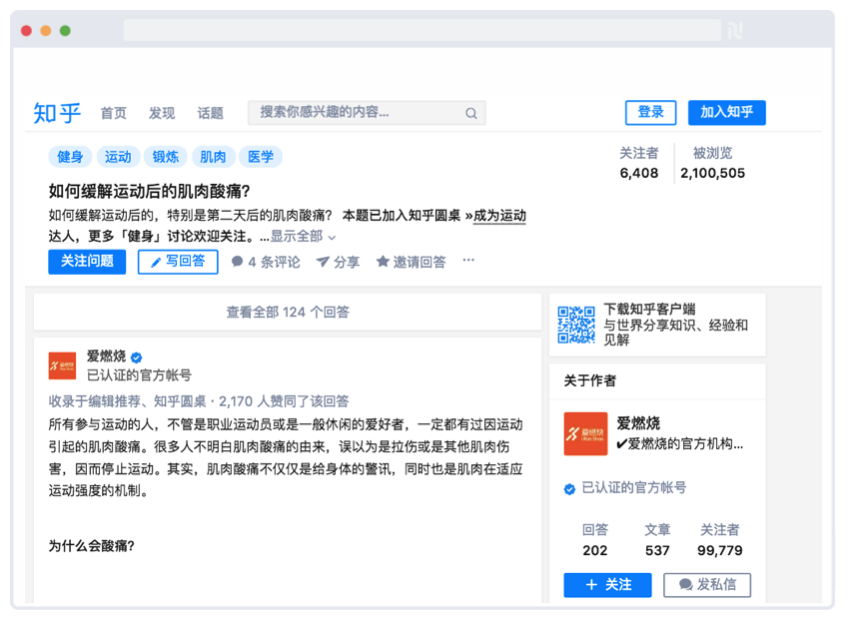 知乎 首页 发现 话题 搜索你感兴趣的内容... 登录 加入知乎
健身 运动 锻炼 肌肉 医学
关注者 被浏览
6,408 2,100,505
如何缓解运动后的肌肉酸痛?
如何缓解运动后的，特别是第二天后的肌肉酸痛? 本题已加入知乎圆桌 »成为运动
达人，更多「健身」讨论欢迎关注。...显示全部
关注问题 写回答 4 条评论 分享 邀请回答 ...
查看全部 124 个回答
爱燃烧
已认证的官方帐号
收录于编辑推荐、知乎圆桌 · 2,170 人赞同了该回答
所有参与运动的人，不管是职业运动员或是一般休闲的爱好者，一定都有过因运动
引起的肌肉酸痛。很多人不明白肌肉酸痛的由来，误以为是拉伤或是其他肌肉伤
害，因而停止运动。其实，肌肉酸痛不仅仅是给身体的警讯，同时也是肌肉在适应
运动强度的机制。
为什么会酸痛?
下载知乎客户端
与世界分享知识、经验和
见解
关于作者
爱燃烧
✔爱燃烧的官方机构...
已认证的官方帐号
回答 文章 关注者
202 537 99,779
+ 关注 发私信